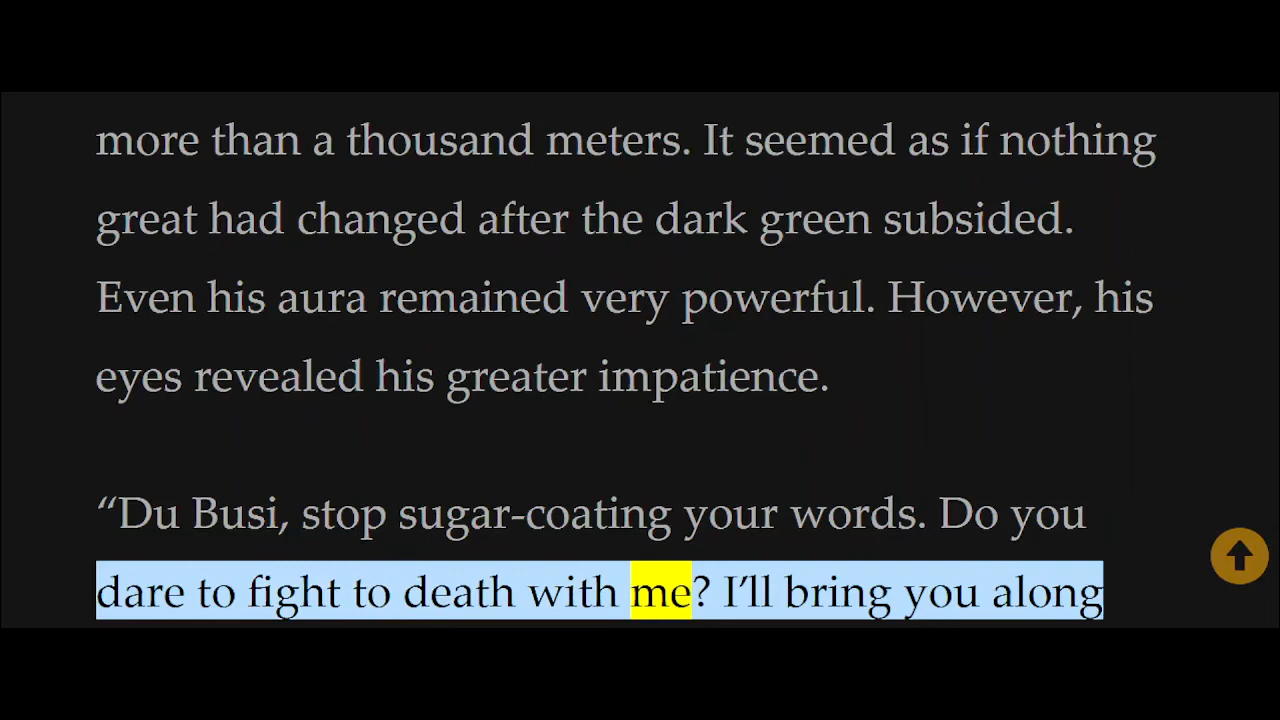 more than a thousand meters. It seemed as if nothing
great had changed after the dark green subsided.
Even his aura remained very powerful. However, his
eyes revealed his greater impatience.
“Du Busi, stop sugar-coating your words. Do you
dare to fight to death with me? I’ll bring you along